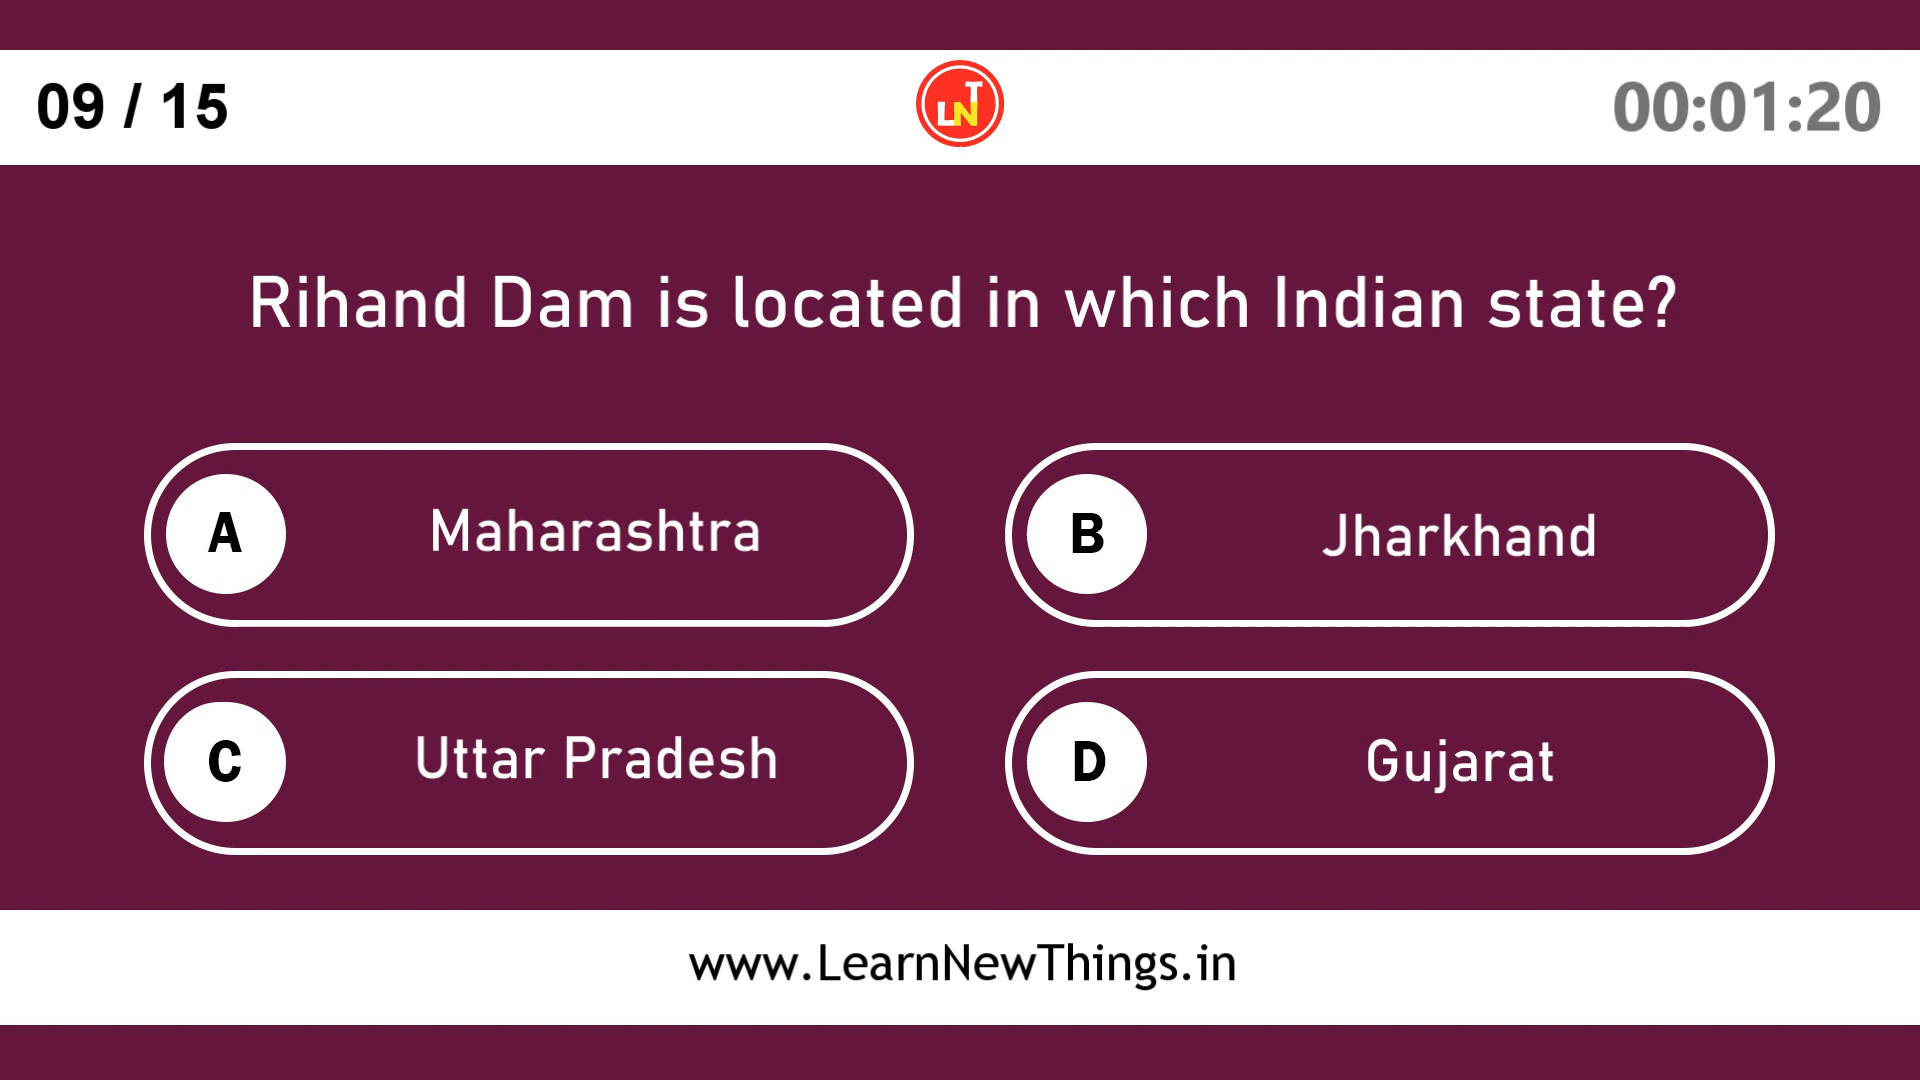 09 / 15
LNT
00:01:20
Rihand Dam is located in which Indian state?
A Maharashtra
B Jharkhand
C Uttar Pradesh
D Gujarat
www.LearnNewThings.in